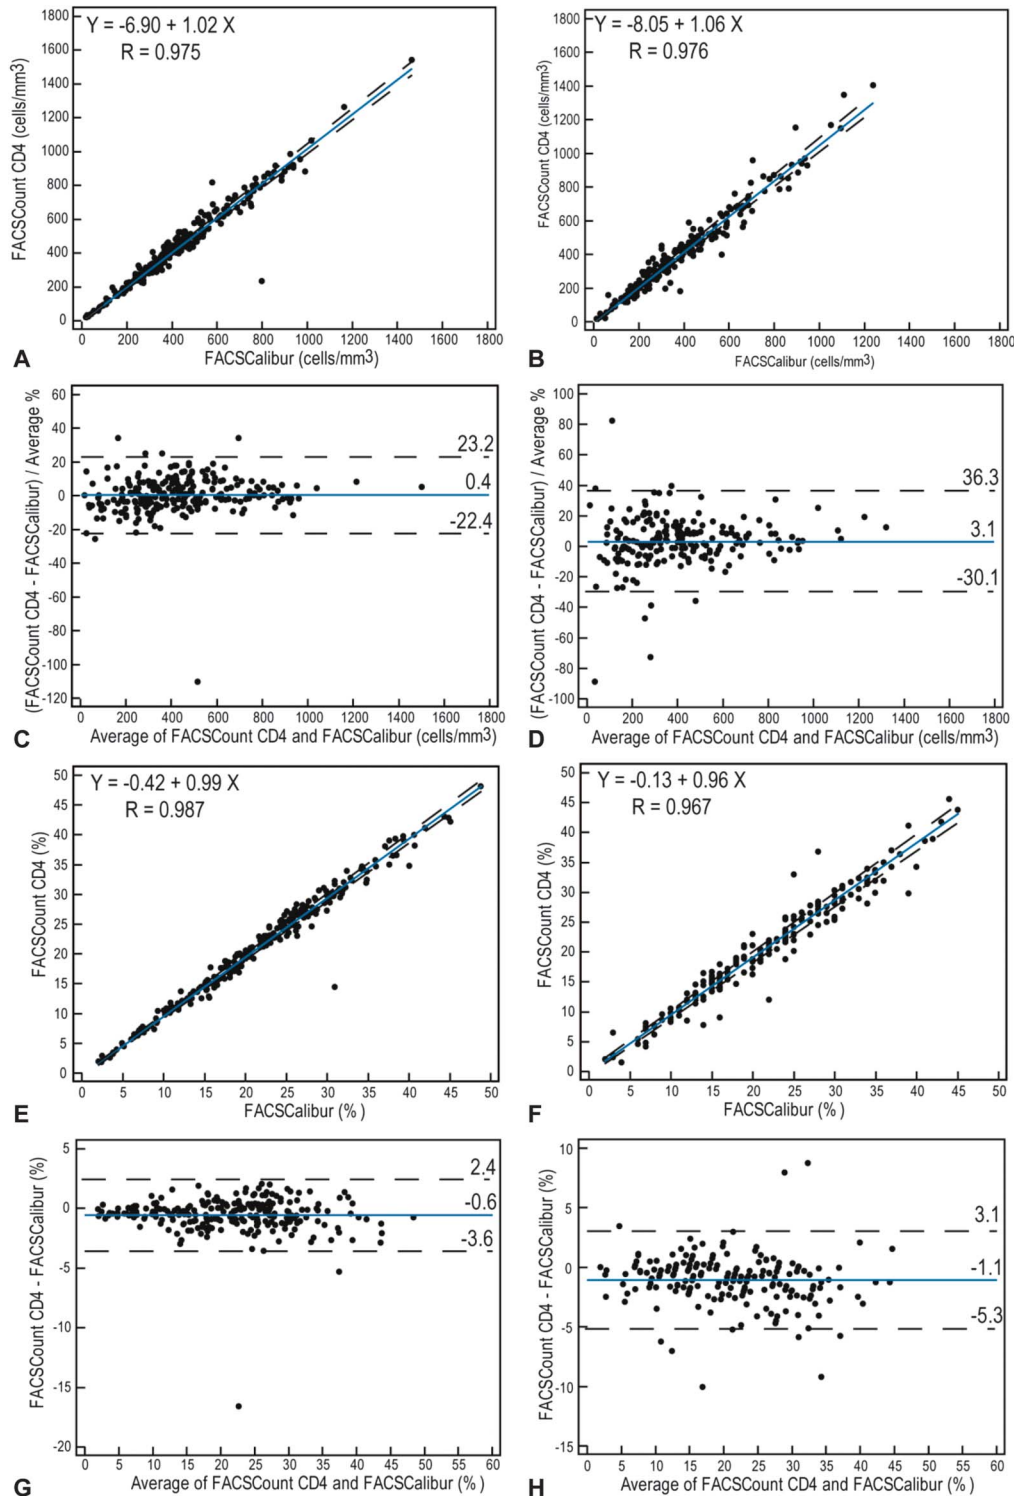 Y = -6.90 + 1.02 X
R = 0.975
FACSCount CD4 (cells/mm3)
1800
1600
1400
1200
1000
800
600
400
200
0
0 200 400 600 800 1000 1200 1400 1600 1800
FACSCalibur (cells/mm3)
A
Y = -8.05 + 1.06 X
R = 0.976
FACSCount CD4 (cells/mm3)
1800
1600
1400
1200
1000
800
600
400
200
0
0 200 400 600 800 1000 1200 1400 1600 1800
FACSCalibur (cells/mm3)
B
(FACSCount CD4 - FACSCalibur) / Average %
60
40
20
0
-20
-40
-60
-80
-100
-120
23.2
0.4
-22.4
0 200 400 600 800 1000 1200 1400 1600 1800
Average of FACSCount CD4 and FACSCalibur (cells/mm3)
C
(FACSCount CD4 - FACSCalibur) / Average %
100
80
60
40
20
0
-20
-40
-60
-80
-100
36.3
3.1
-30.1
0 200 400 600 800 1000 1200 1400 1600 1800
Average of FACSCount CD4 and FACSCalibur (cells/mm3)
D
Y = -0.42 + 0.99 X
R = 0.987
FACSCount CD4 (%)
50
45
40
35
30
25
20
15
10
5
0
0 5 10 15 20 25 30 35 40 45 50
FACSCalibur (% )
E
Y = -0.13 + 0.96 X
R = 0.967
FACSCount CD4 (%)
50
45
40
35
30
25
20
15
10
5
0
0 5 10 15 20 25 30 35 40 45 50
FACSCalibur (% )
F
FACSCount CD4 - FACSCalibur (%)
5
0
-5
-10
-15
-20
2.4
-0.6
-3.6
0 5 10 15 20 25 30 35 40 45 50 55 60
Average of FACSCount CD4 and FACSCalibur (% )
G
FACSCount CD4 - FACSCalibur (%)
10
5
0
-5
-10
-15
3.1
-1.1
-5.3
0 5 10 15 20 25 30 35 40 45 50 55 60
Average of FACSCount CD4 and FACSCalibur (% )
H